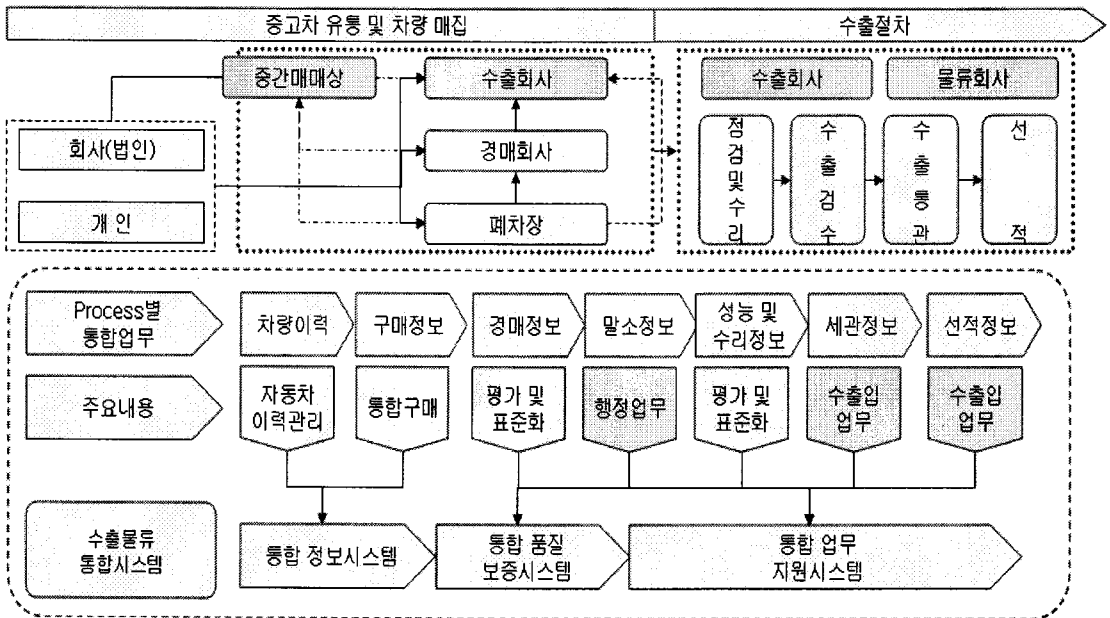 중고차 유통 및 차량 매집
수출절차
중간매매상
수출회사
수출회사
물류회사
회사(법인)
경매회사
개 인
폐차장
점검및수리
수출검수
수출통관
선적
Process별
통합업무
차량이력
구매정보
경매정보
말소정보
성능 및
수리정보
세관정보
선적정보
주요내용
자동차
이력관리
통합구매
평가 및
표준화
행정업무
평가 및
표준화
수출입
업무
수출입
업무
수출물류
통합시스템
통합 정보시스템
통합 품질
보증시스템
통합 업무
지원시스템